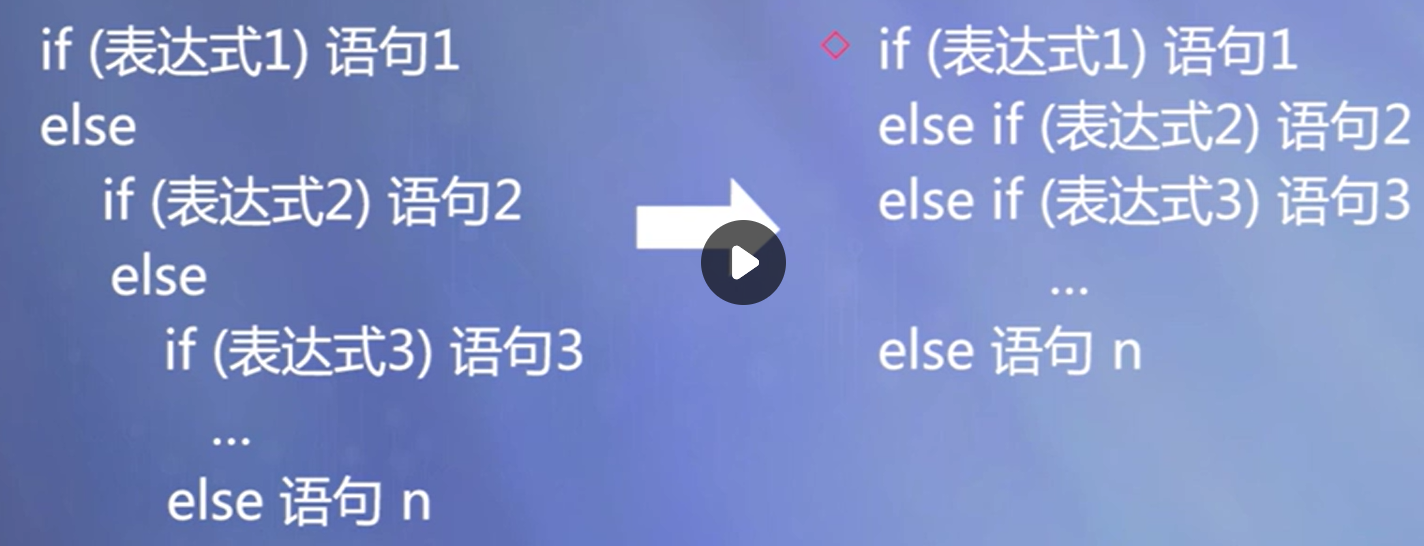 if (表达式1) 语句1
else
if (表达式2) 语句2
else
if (表达式3) 语句3
...
else 语句 n
if (表达式1) 语句1
else if (表达式2) 语句2
else if (表达式3) 语句3
...
else 语句 n